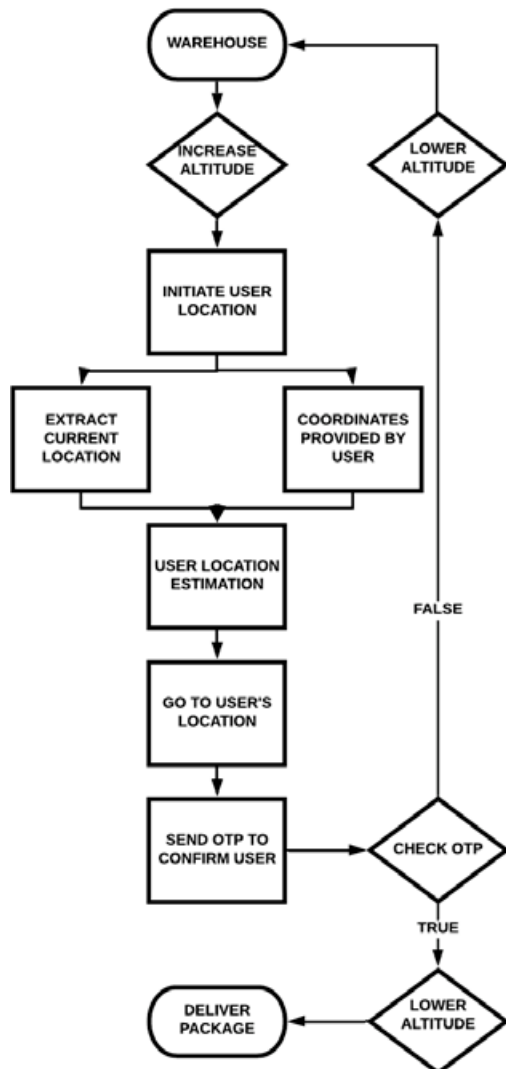 WAREHOUSE
INCREASE
ALTITUDE
LOWER
ALTITUDE
INITIATE USER
LOCATION
EXTRACT
CURRENT
LOCATION
COORDINATES
PROVIDED BY
USER
USER LOCATION
ESTIMATION
FALSE
GO TO USER'S
LOCATION
SEND OTP TO
CONFIRM USER
CHECK OTP
TRUE
DELIVER
PACKAGE
LOWER
ALTITUDE